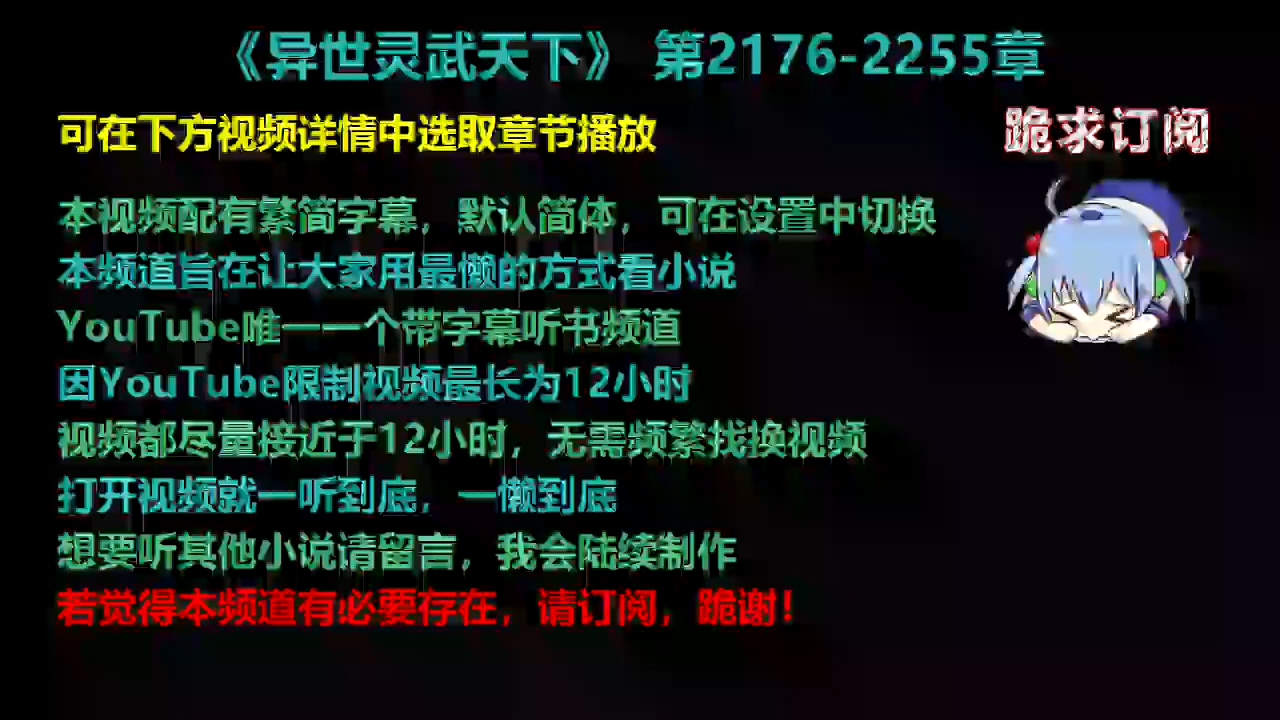 《异世灵武天下》 第2176-2255章
可在下方视频详情中选取章节播放
跪求订阅
本视频配有繁简字幕，默认简体，可在设置中切换
本频道旨在让大家用最懒的方式看小说
YouTube唯一一个带字幕听书频道
因YouTube限制视频最长为12小时
视频都尽量接近于12小时，无需频繁找换视频
打开视频就一听到底，一懒到底
想要听其他小说请留言，我会陆续制作
若觉得本频道有必要存在，请订阅，跪谢！